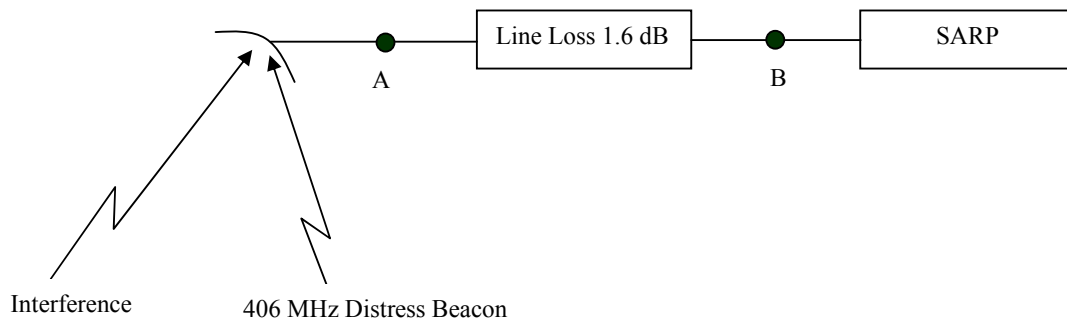 Line Loss 1.6 dB
SARP
A
B
Interference
406 MHz Distress Beacon